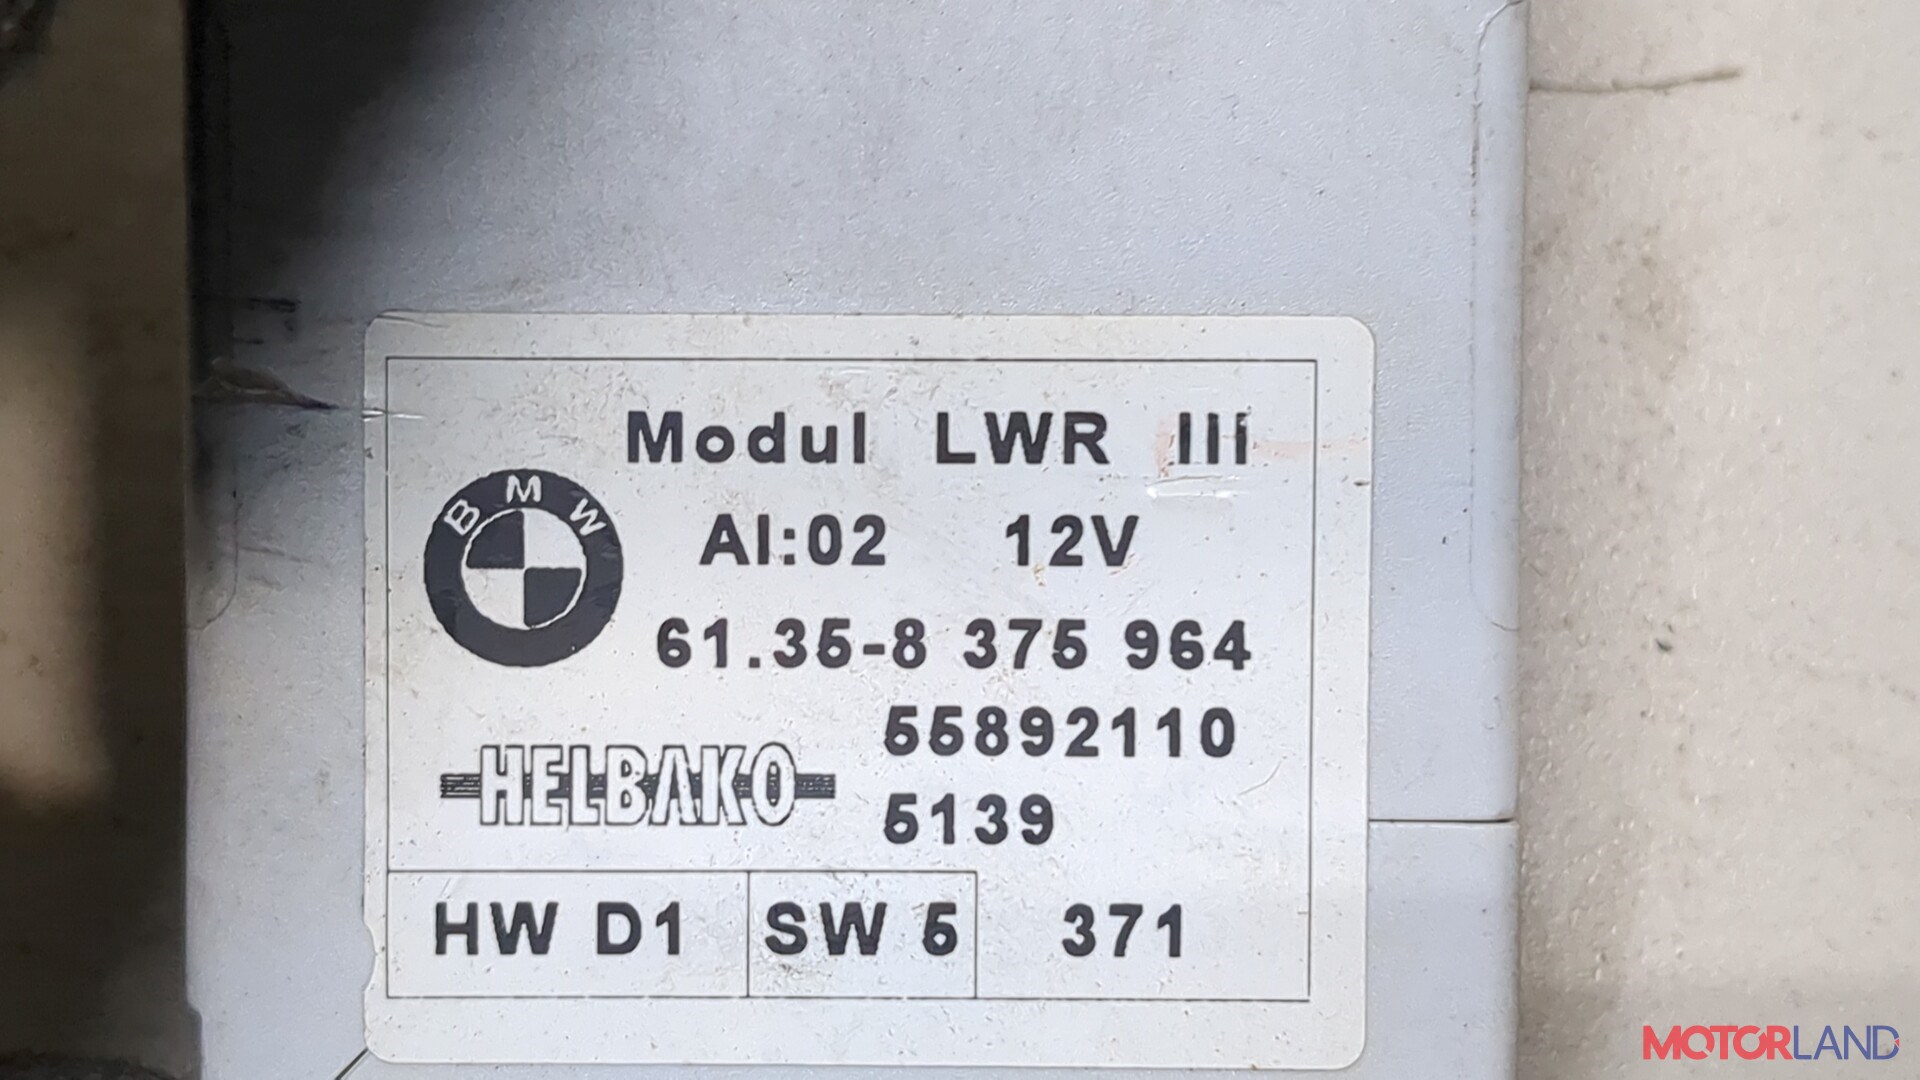 Modul LWR III
BMW
AI:02 12V
61.35-8 375 964
55892110
HELBAKO
5139
HW D1 SW 5 371
MOTORLAND